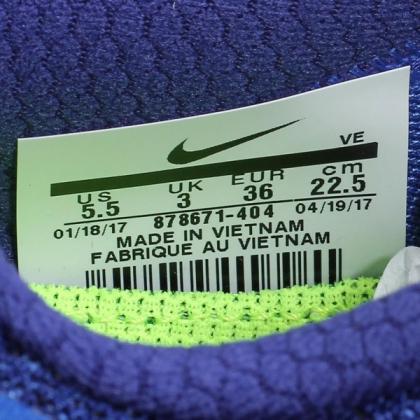 VE
US UK EUR cm
5.5 3 36 22.5
01/18/17 878671-404 04/19/17
MADE IN VIETNAM
FABRIQUE AU VIETNAM